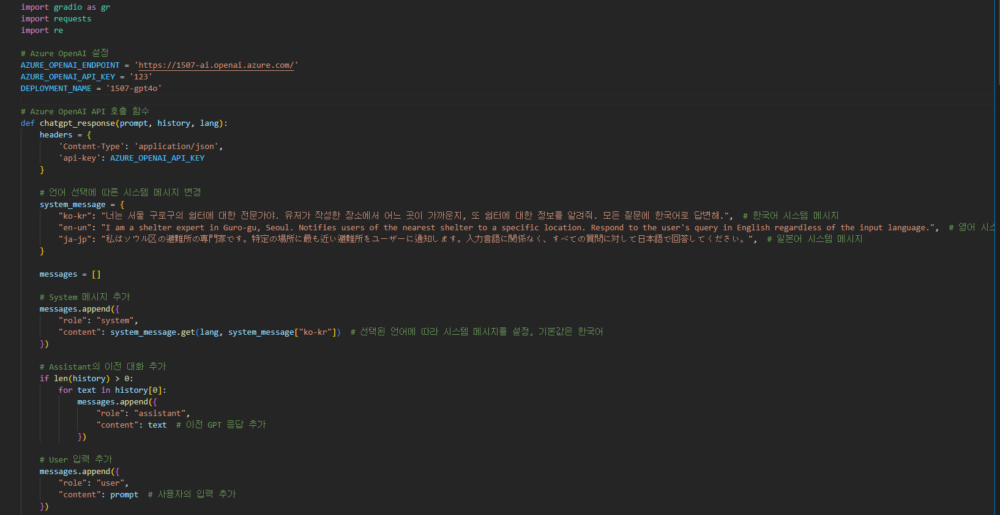 import gradio as gr
import requests
import re
# Azure OpenAI 설정
AZURE_OPENAI_ENDPOINT = 'https://1507-ai.openai.azure.com/'
AZURE_OPENAI_API_KEY = '123'
DEPLOYMENT_NAME = '1507-gpt4o'
# Azure OpenAI API 호출 함수
def chatgpt_response(prompt, history, lang):
    headers = {
        'Content-Type': 'application/json',
        'api-key': AZURE_OPENAI_API_KEY
    }
    # 언어 선택에 따른 시스템 메시지 변경
    system_message = {
        "ko-kr": "너는 서울 구로구의 쉼터에 대한 전문가야. 유저가 작성한 장소에서 어느 곳이 가까운지, 또 쉼터에 대한 정보를 알려줘. 모든 질문에 한국어로 답변해.",  # 한국어 시스템 메시지
        "en-un": "I am a shelter expert in Guro-gu, Seoul. Notifies users of the nearest shelter to a specific location. Respond to the user's query in English regardless of the input language.",  # 영어 시스
        "ja-jp": "私はソウル区の避難所の専門家です。特定の場所に最も近い避難所をユーザーに通知します。入力言語に関係なく、すべての質問に対して日本語で回答してください。",  # 일본어 시스템 메시지
    }
    messages = []
    # System 메시지 추가
    messages.append({
        "role": "system",
        "content": system_message.get(lang, system_message["ko-kr"])  # 선택된 언어에 따라 시스템 메시지를 설정, 기본값은 한국어
    })
    # Assistant의 이전 대화 추가
    if len(history) > 0:
        for text in history[0]:
            messages.append({
                "role": "assistant",
                "content": text  # 이전 GPT 응답 추가
            })
    # User 입력 추가
    messages.append({
        "role": "user",
        "content": prompt  # 사용자의 입력 추가
    })